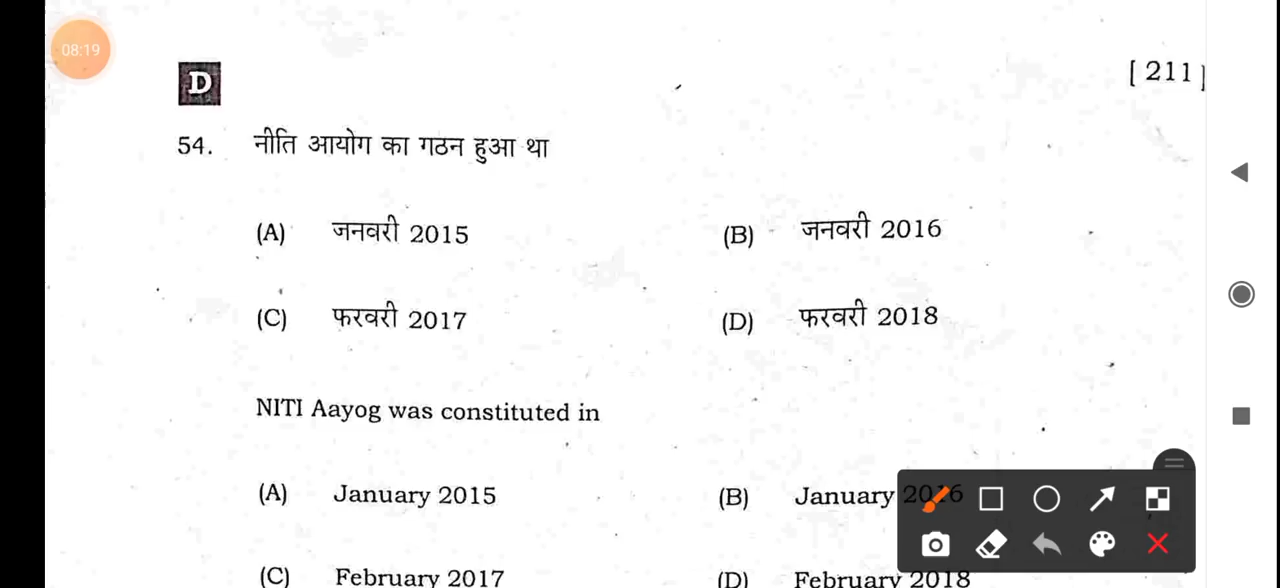 08:19
D
[ 211 ]
54. नीति आयोग का गठन हुआ था
(A) जनवरी 2015 (B) जनवरी 2016
(C) फरवरी 2017 (D) फरवरी 2018
NITI Aayog was constituted in
(A) January 2015 (B) January 2016
(C) February 2017 (D) February 2018